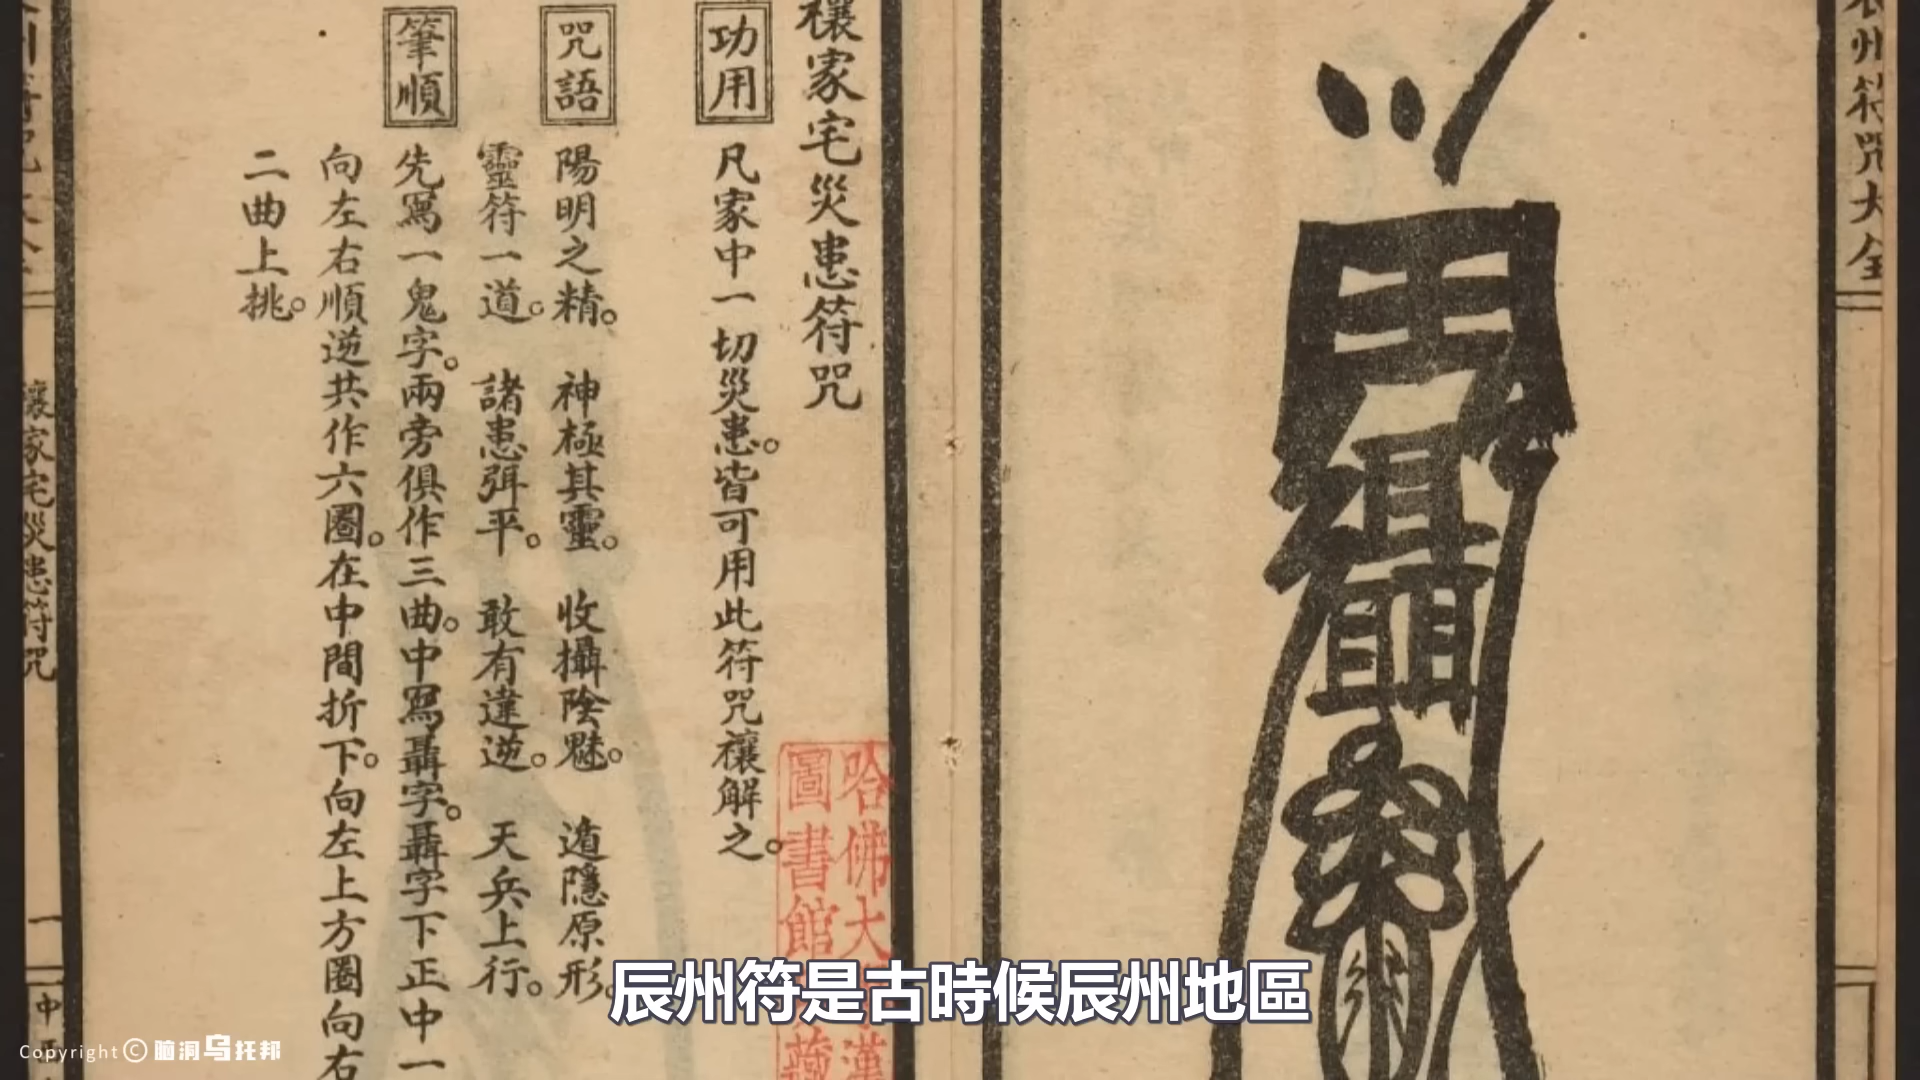 辰州符咒大全
禳家宅災患符咒
功用
凡家中一切災患。皆可用此符咒禳解之。
咒語
陽明之精。 神極其靈。 收攝陰魅。 遁隱原形。
靈符一道。 諸患弭平。 敢有違逆。 天兵上行。
筆順
先寫一鬼字。兩旁俱作三曲。中寫聶字。聶字下正中一
向左右順逆共作六圈。在中間折下。向左上方圈向右
二曲上挑。
禳家宅災患符咒
一
哈佛大
圖書館
辰州符是古時候辰州地區
Copyright © 脑洞乌托邦